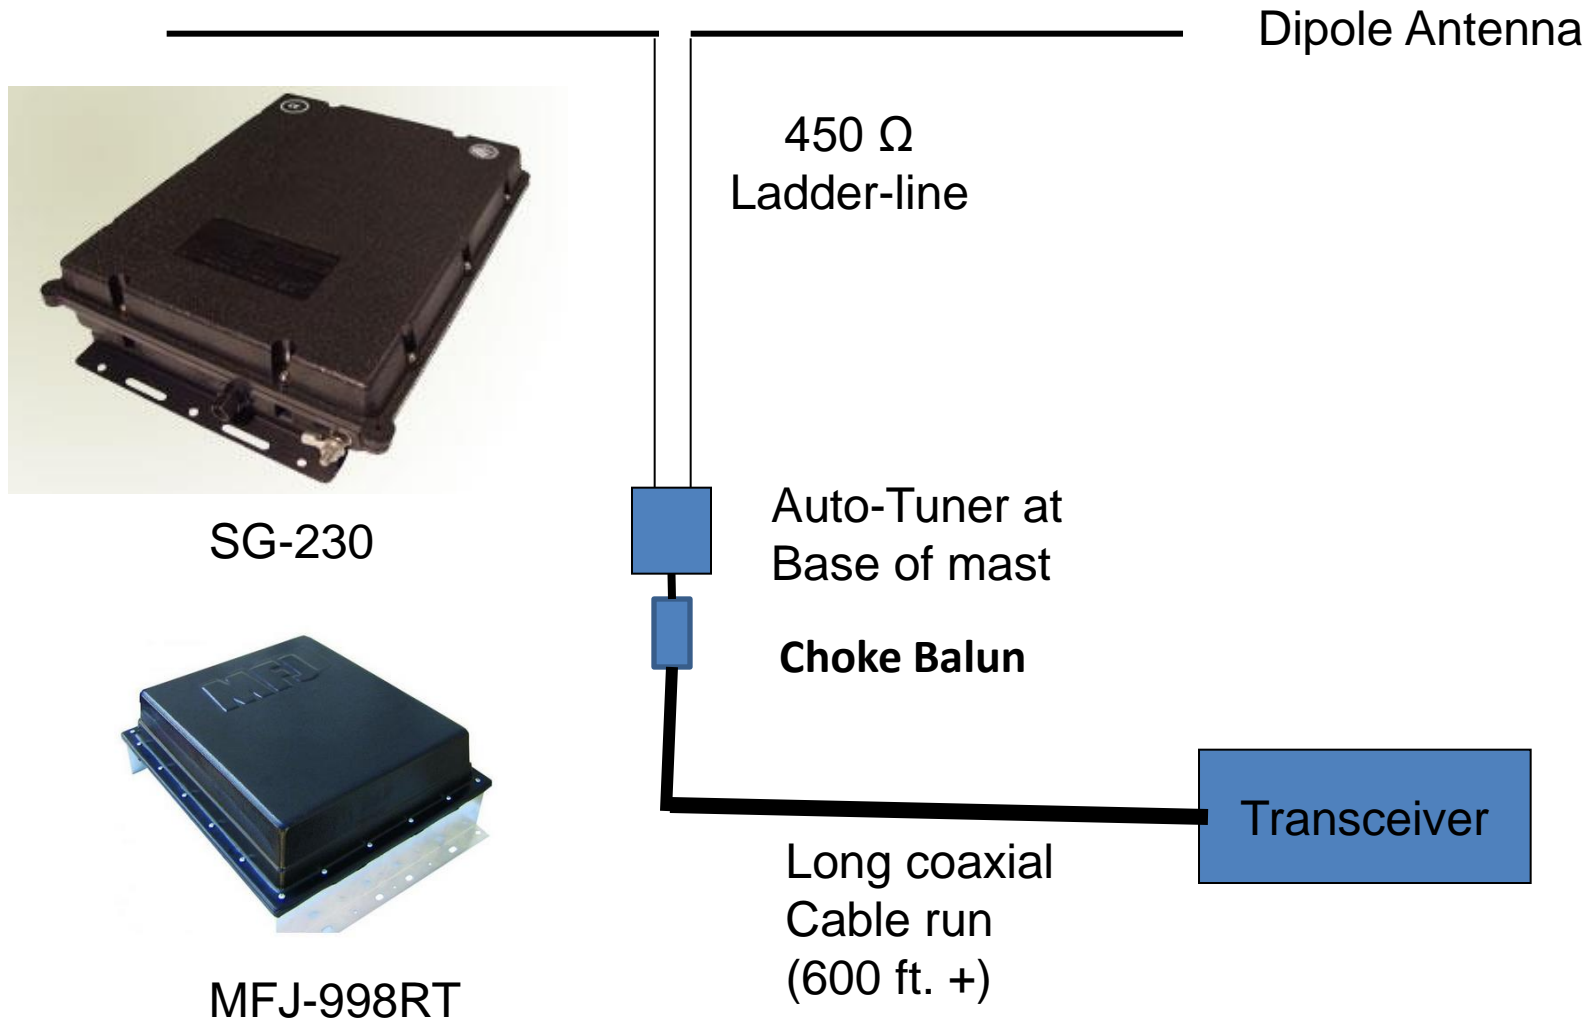 Dipole Antenna
450 Ω
Ladder-line
SG-230
Auto-Tuner at
Base of mast
Choke Balun
MFJ
Transceiver
Long coaxial
Cable run
(600 ft. +)
MFJ-998RT